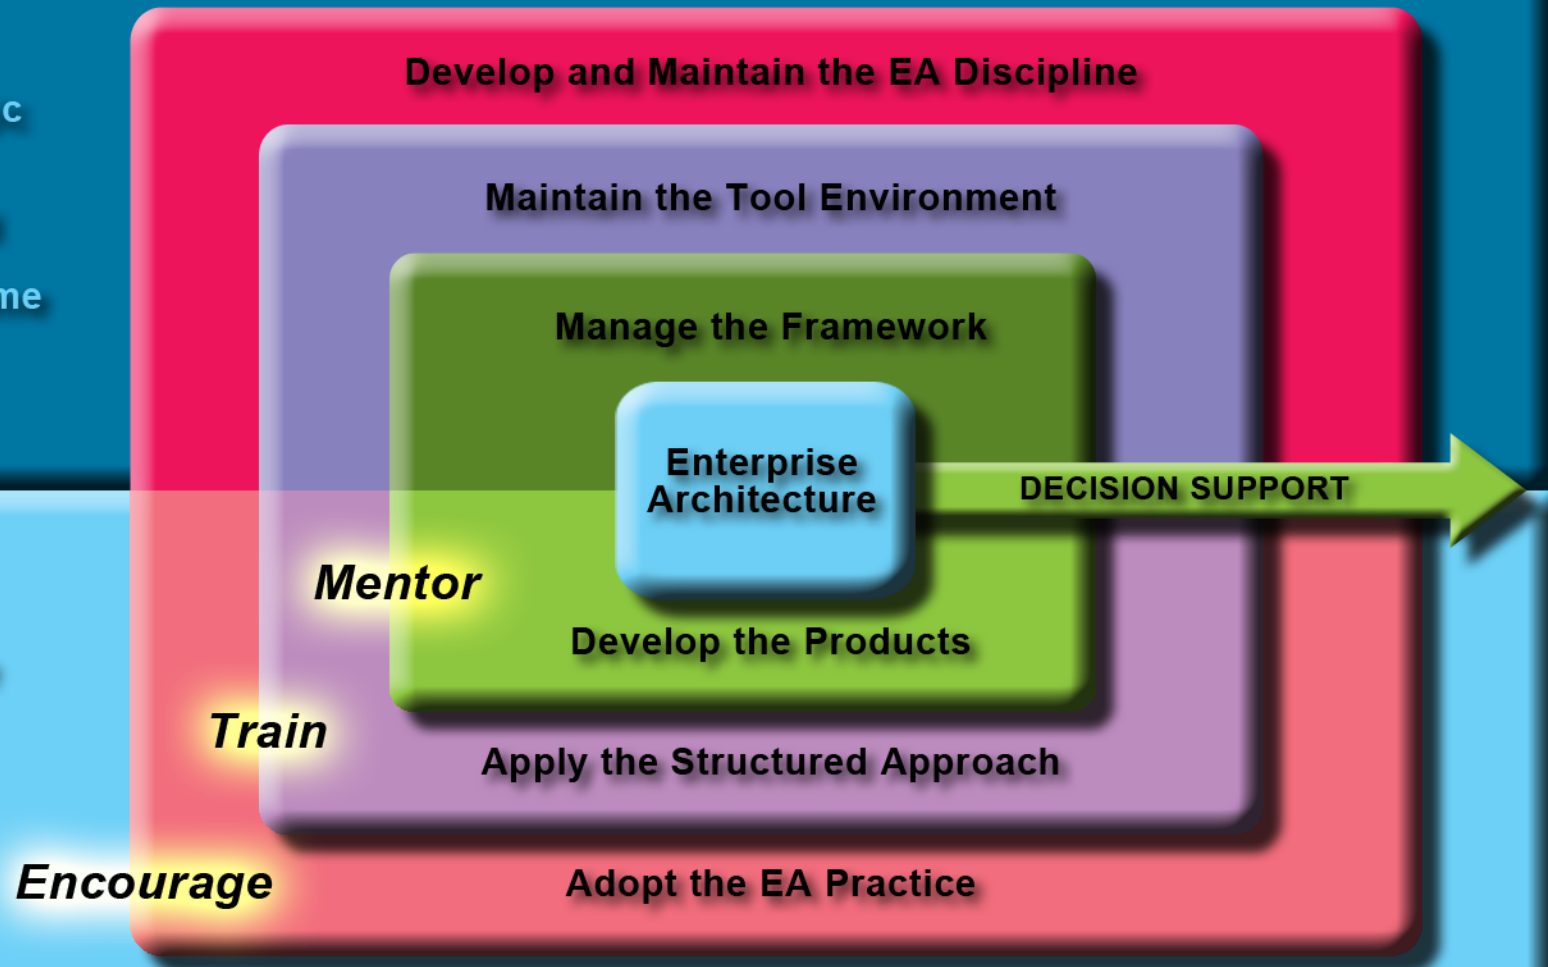 Develop and Maintain the EA Discipline
Maintain the Tool Environment
Manage the Framework
Enterprise
Architecture
DECISION SUPPORT
Mentor
Develop the Products
Train
Apply the Structured Approach
Encourage
Adopt the EA Practice